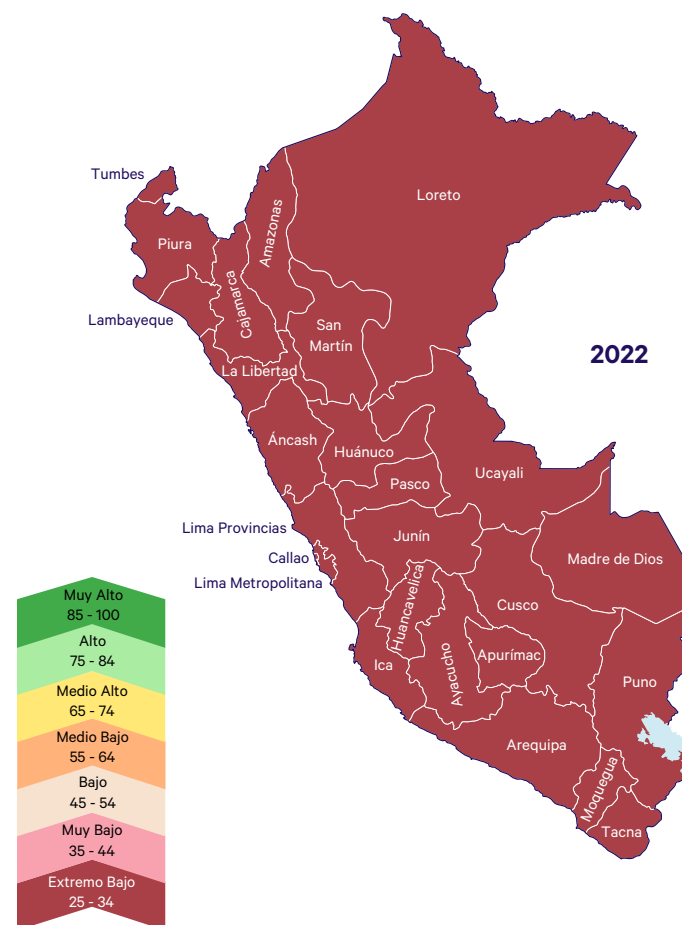 Loreto
Tumbes
Amazonas
Piura
Cajamarca
Lambayeque
San
Martín
2022
La Libertad
Áncash
Huánuco
Ucayali
Pasco
Lima Provincias
Junín
Callao
Madre de Dios
Lima Metropolitana
Huancavelica
Cusco
Ica
Ayacucho
Apurímac
Puno
Arequipa
Moquegua
Tacna
Muy Alto
85 - 100
Alto
75 - 84
Medio Alto
65 - 74
Medio Bajo
55 - 64
Bajo
45 - 54
Muy Bajo
35 - 44
Extremo Bajo
25 - 34